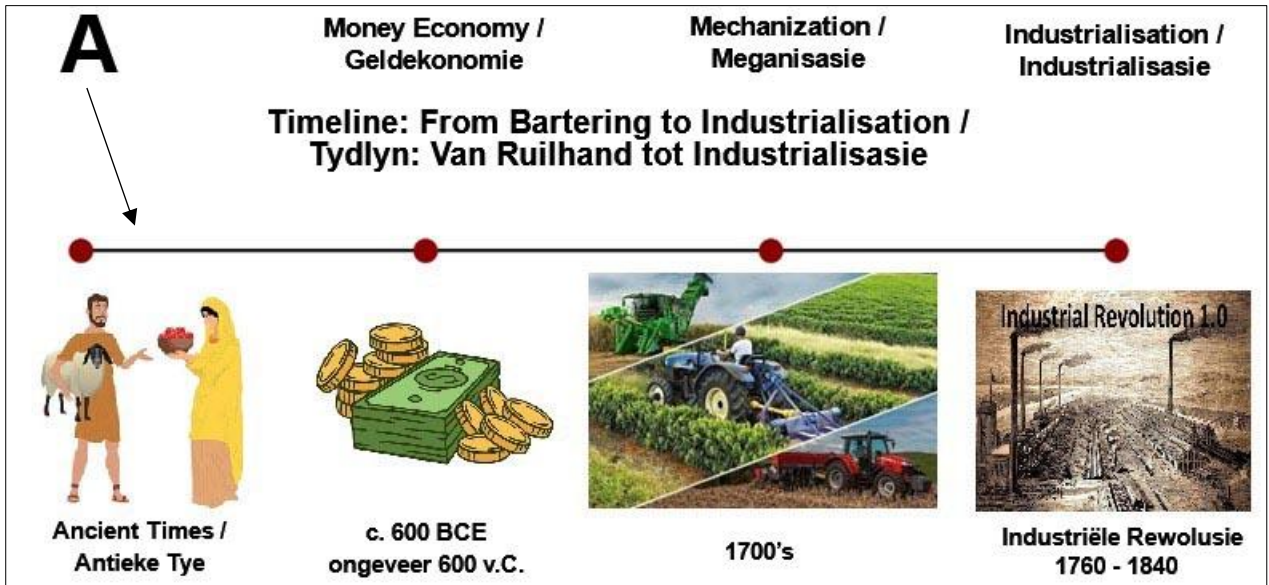 A
Money Economy /
Geldekonomie
Mechanization /
Meganisasie
Industrialisation /
Industrialisasie
Timeline: From Bartering to Industrialisation /
Tydlyn: Van Ruilhand tot Industrialisasie
Industrial Revolution 1.0
Ancient Times /
Antieke Tye
c. 600 BCE
ongeveer 600 v.C.
1700's
Industriële Rewolusie
1760 - 1840